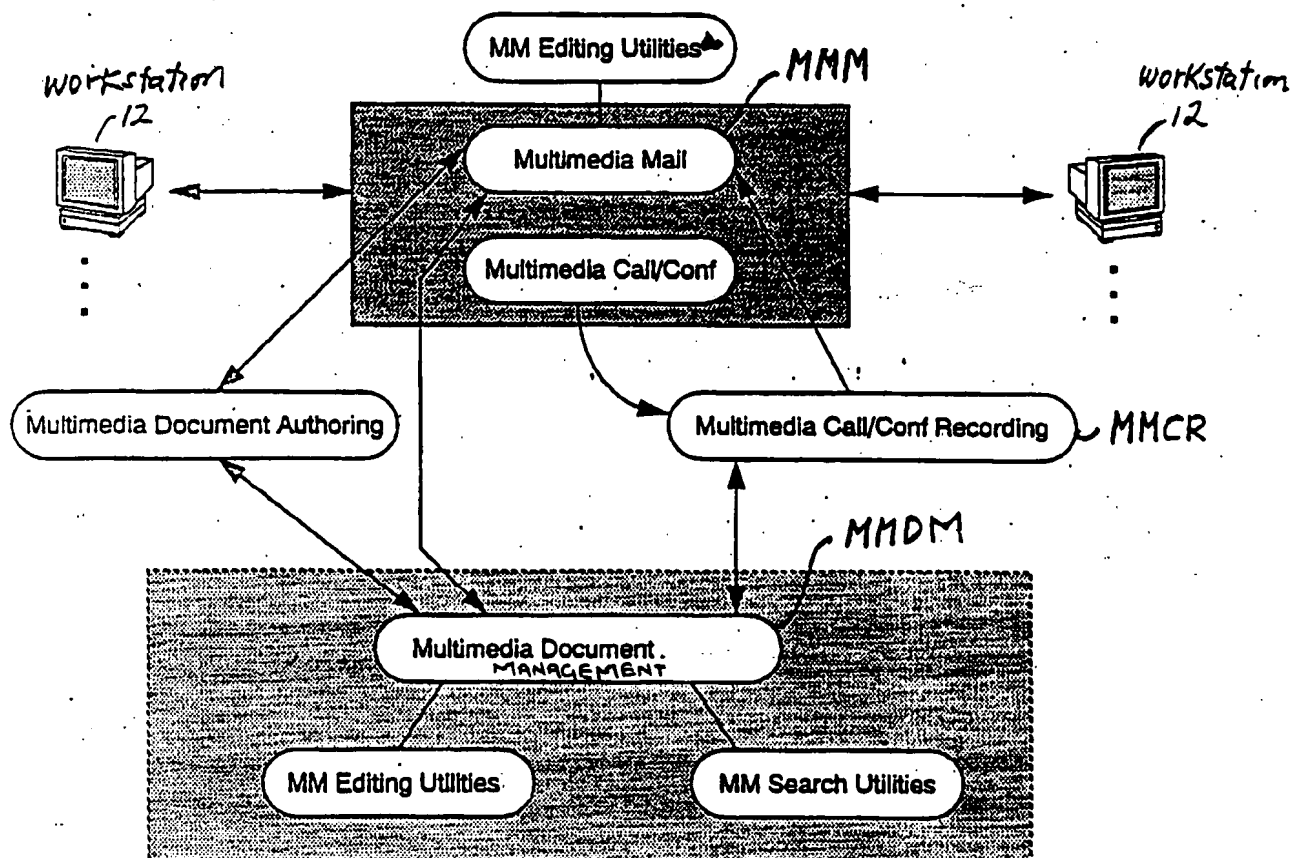 MM Editing Utilities
MMM
workstation
12
workstation
12
Multimedia Mail
Multimedia Call/Conf
Multimedia Document Authoring
Multimedia Call/Conf Recording
MMCR
MMDM
Multimedia Document
MANAGEMENT
MM Editing Utilities
MM Search Utilities